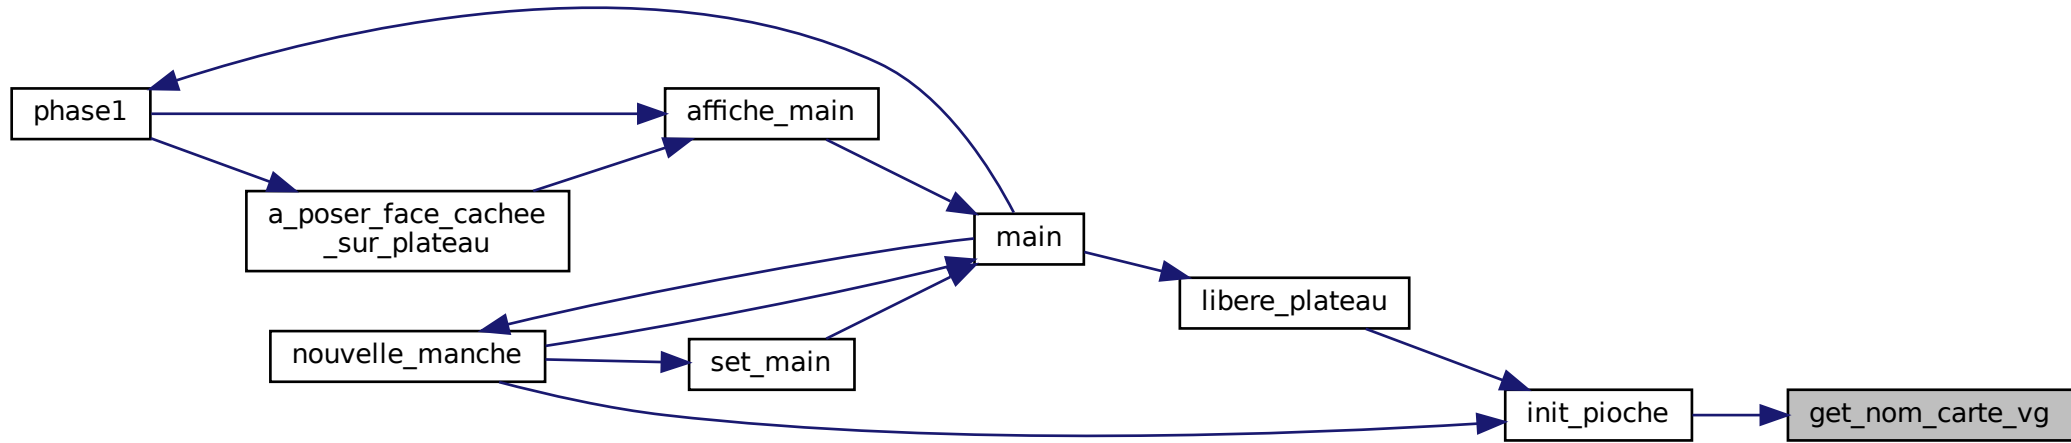 phase1
affiche_main
a_poser_face_cachee
_sur_plateau
main
libere_plateau
nouvelle_manche
set_main
init_pioche
get_nom_carte_vg